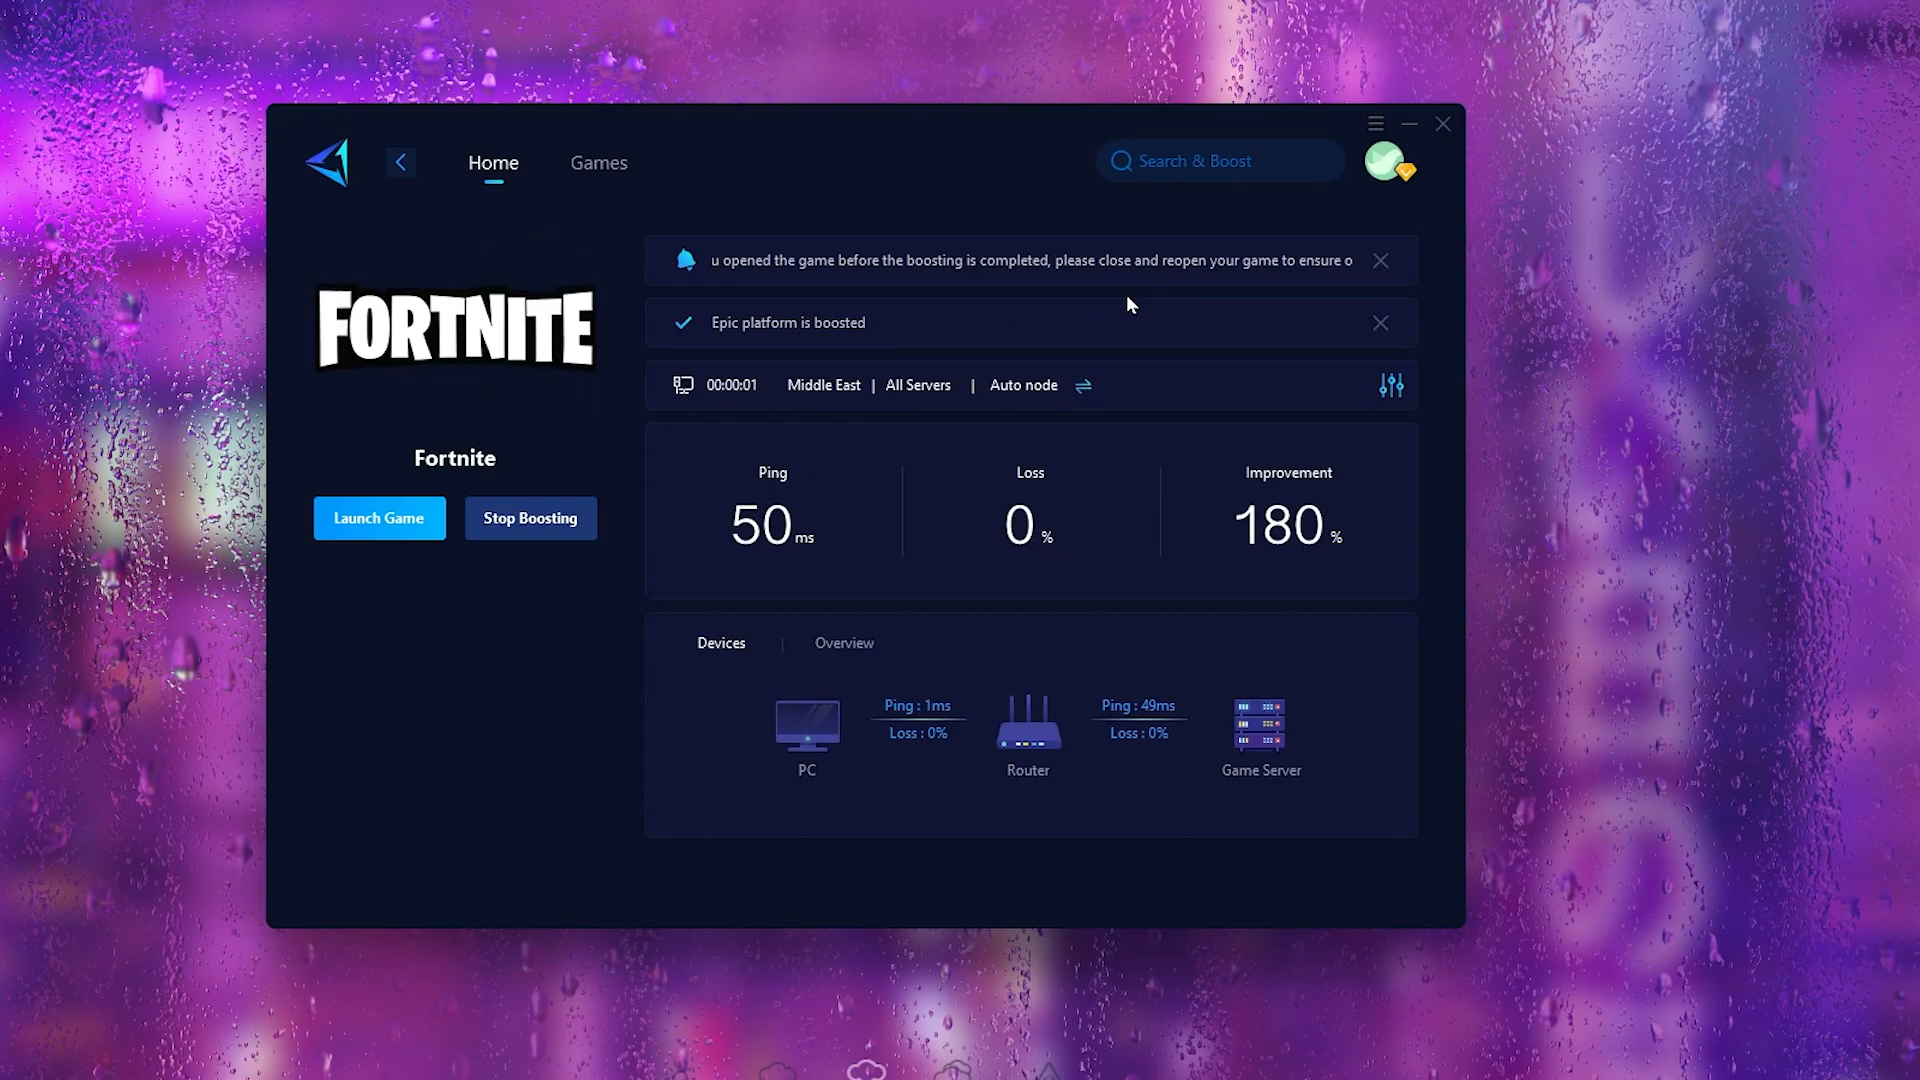 Home
Games
Search & Boost
u opened the game before the boosting is completed, please close and reopen your game to ensure o
Epic platform is boosted
00:00:01 Middle East | All Servers | Auto node
FORTNITE
Fortnite
Launch Game
Stop Boosting
Ping
50 ms
Loss
0 %
Improvement
180 %
Devices | Overview
Ping : 1ms
Loss : 0%
Ping : 49ms
Loss : 0%
PC
Router
Game Server